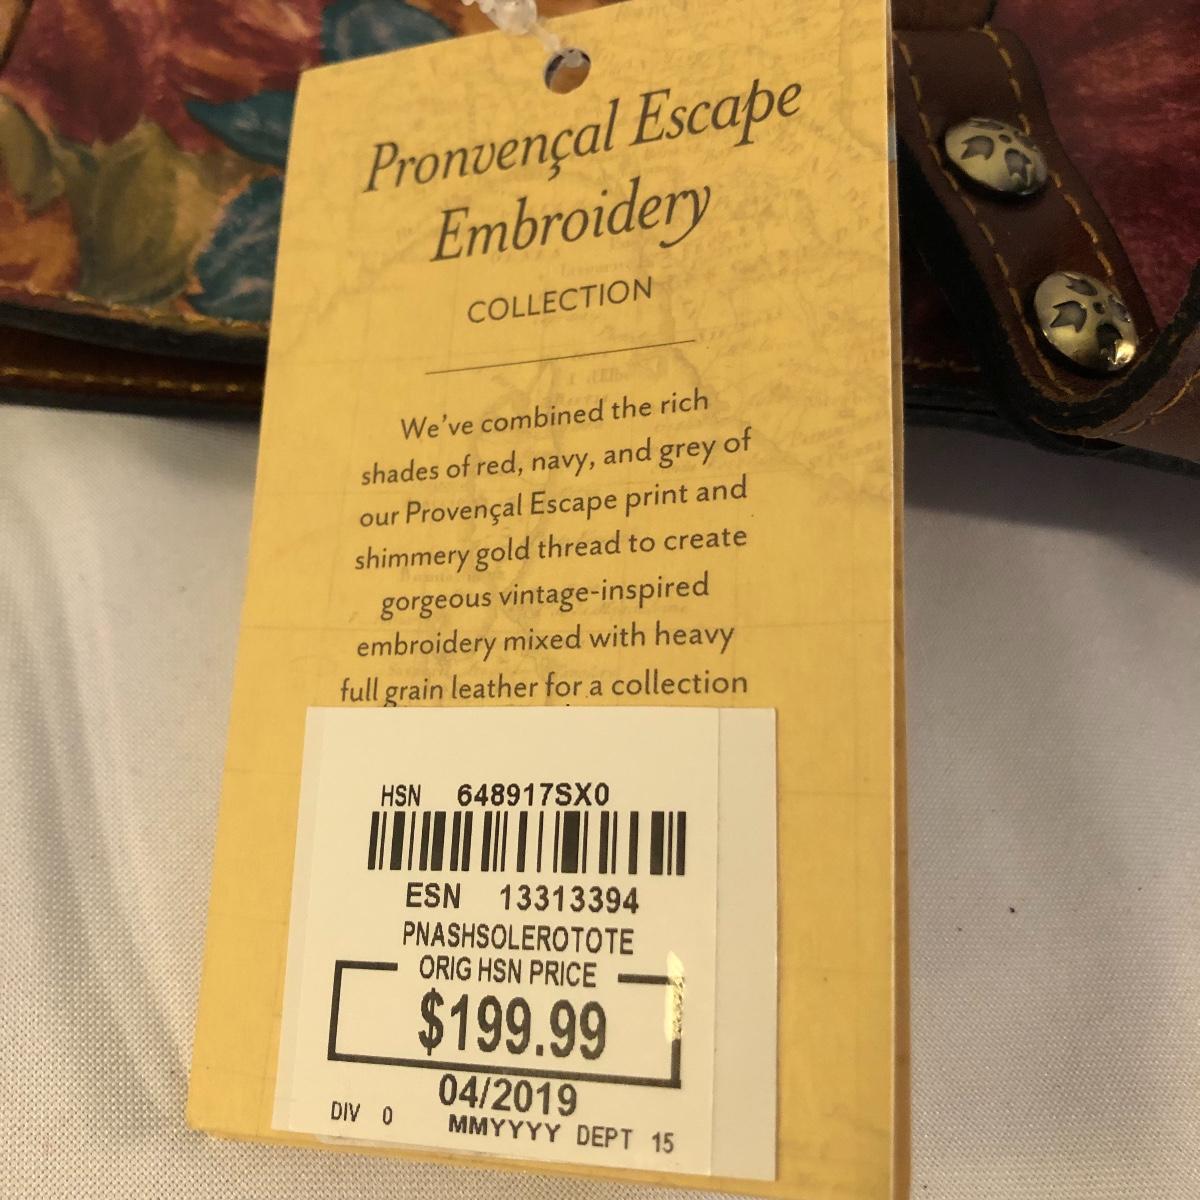 Pronvençal Escape
Embroidery
COLLECTION
We've combined the rich
shades of red, navy, and grey of
our Provençal Escape print and
shimmery gold thread to create
gorgeous vintage-inspired
embroidery mixed with heavy
full grain leather for a collection
HSN 648917SX0
ESN 13313394
PNASHSOLEROTOTE
ORIG HSN PRICE
$199.99
04/2019
DIV 0 MMYYYY DEPT 15